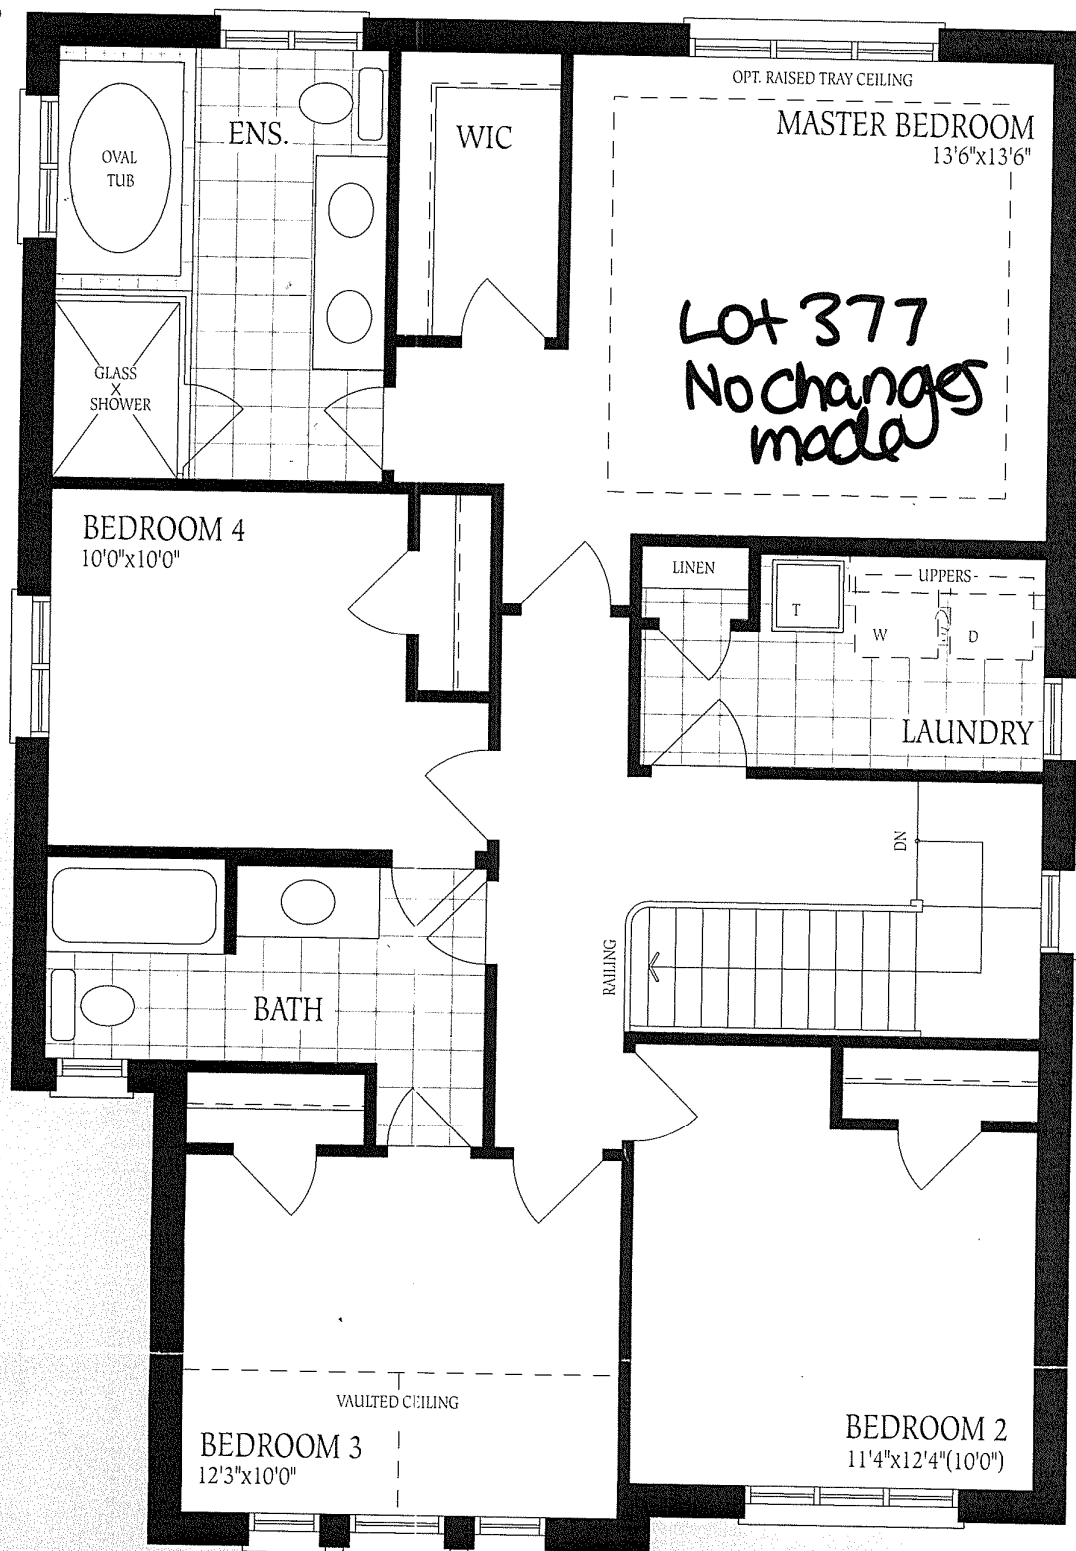 OPT. RAISED TRAY CEILING
MASTER BEDROOM
13'6"x13'6"
ENS.
WIC
OVAL
TUB
Lot 377
No changes
made
GLASS
SHOWER
BEDROOM 4
10'0"x10'0"
LINEN
UPPERS
T
W
D
LAUNDRY
DN
RAILING
BATH
VAULTED CEILING
BEDROOM 3
12'3"x10'0"
BEDROOM 2
11'4"x12'4"(10'0")